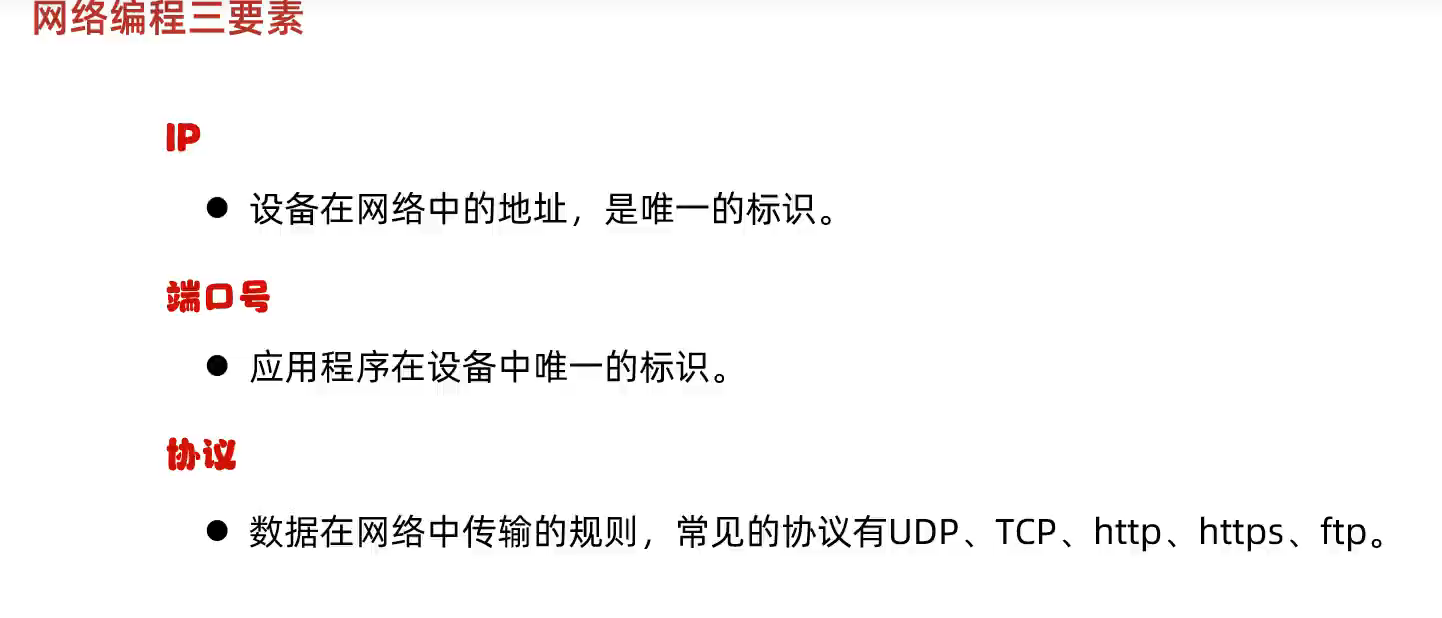 网络编程三要素
IP
● 设备在网络中的地址，是唯一的标识。
端口号
● 应用程序在设备中唯一的标识。
协议
● 数据在网络中传输的规则，常见的协议有UDP、TCP、http、https、ftp。